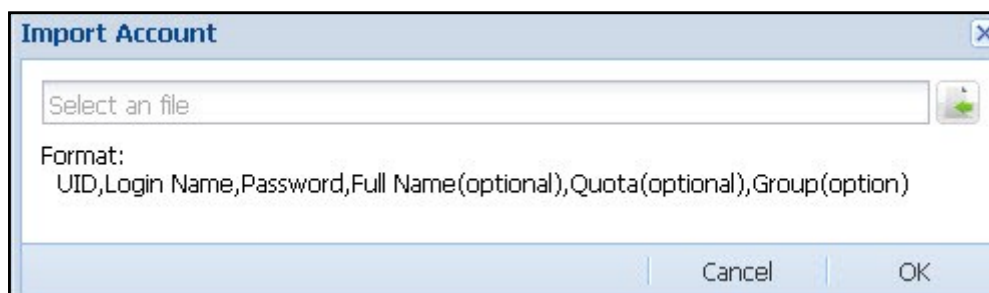 Import Account
Select an file
Format:
UID,Login Name,Password,Full Name(optional),Quota(optional),Group(option)
Cancel OK